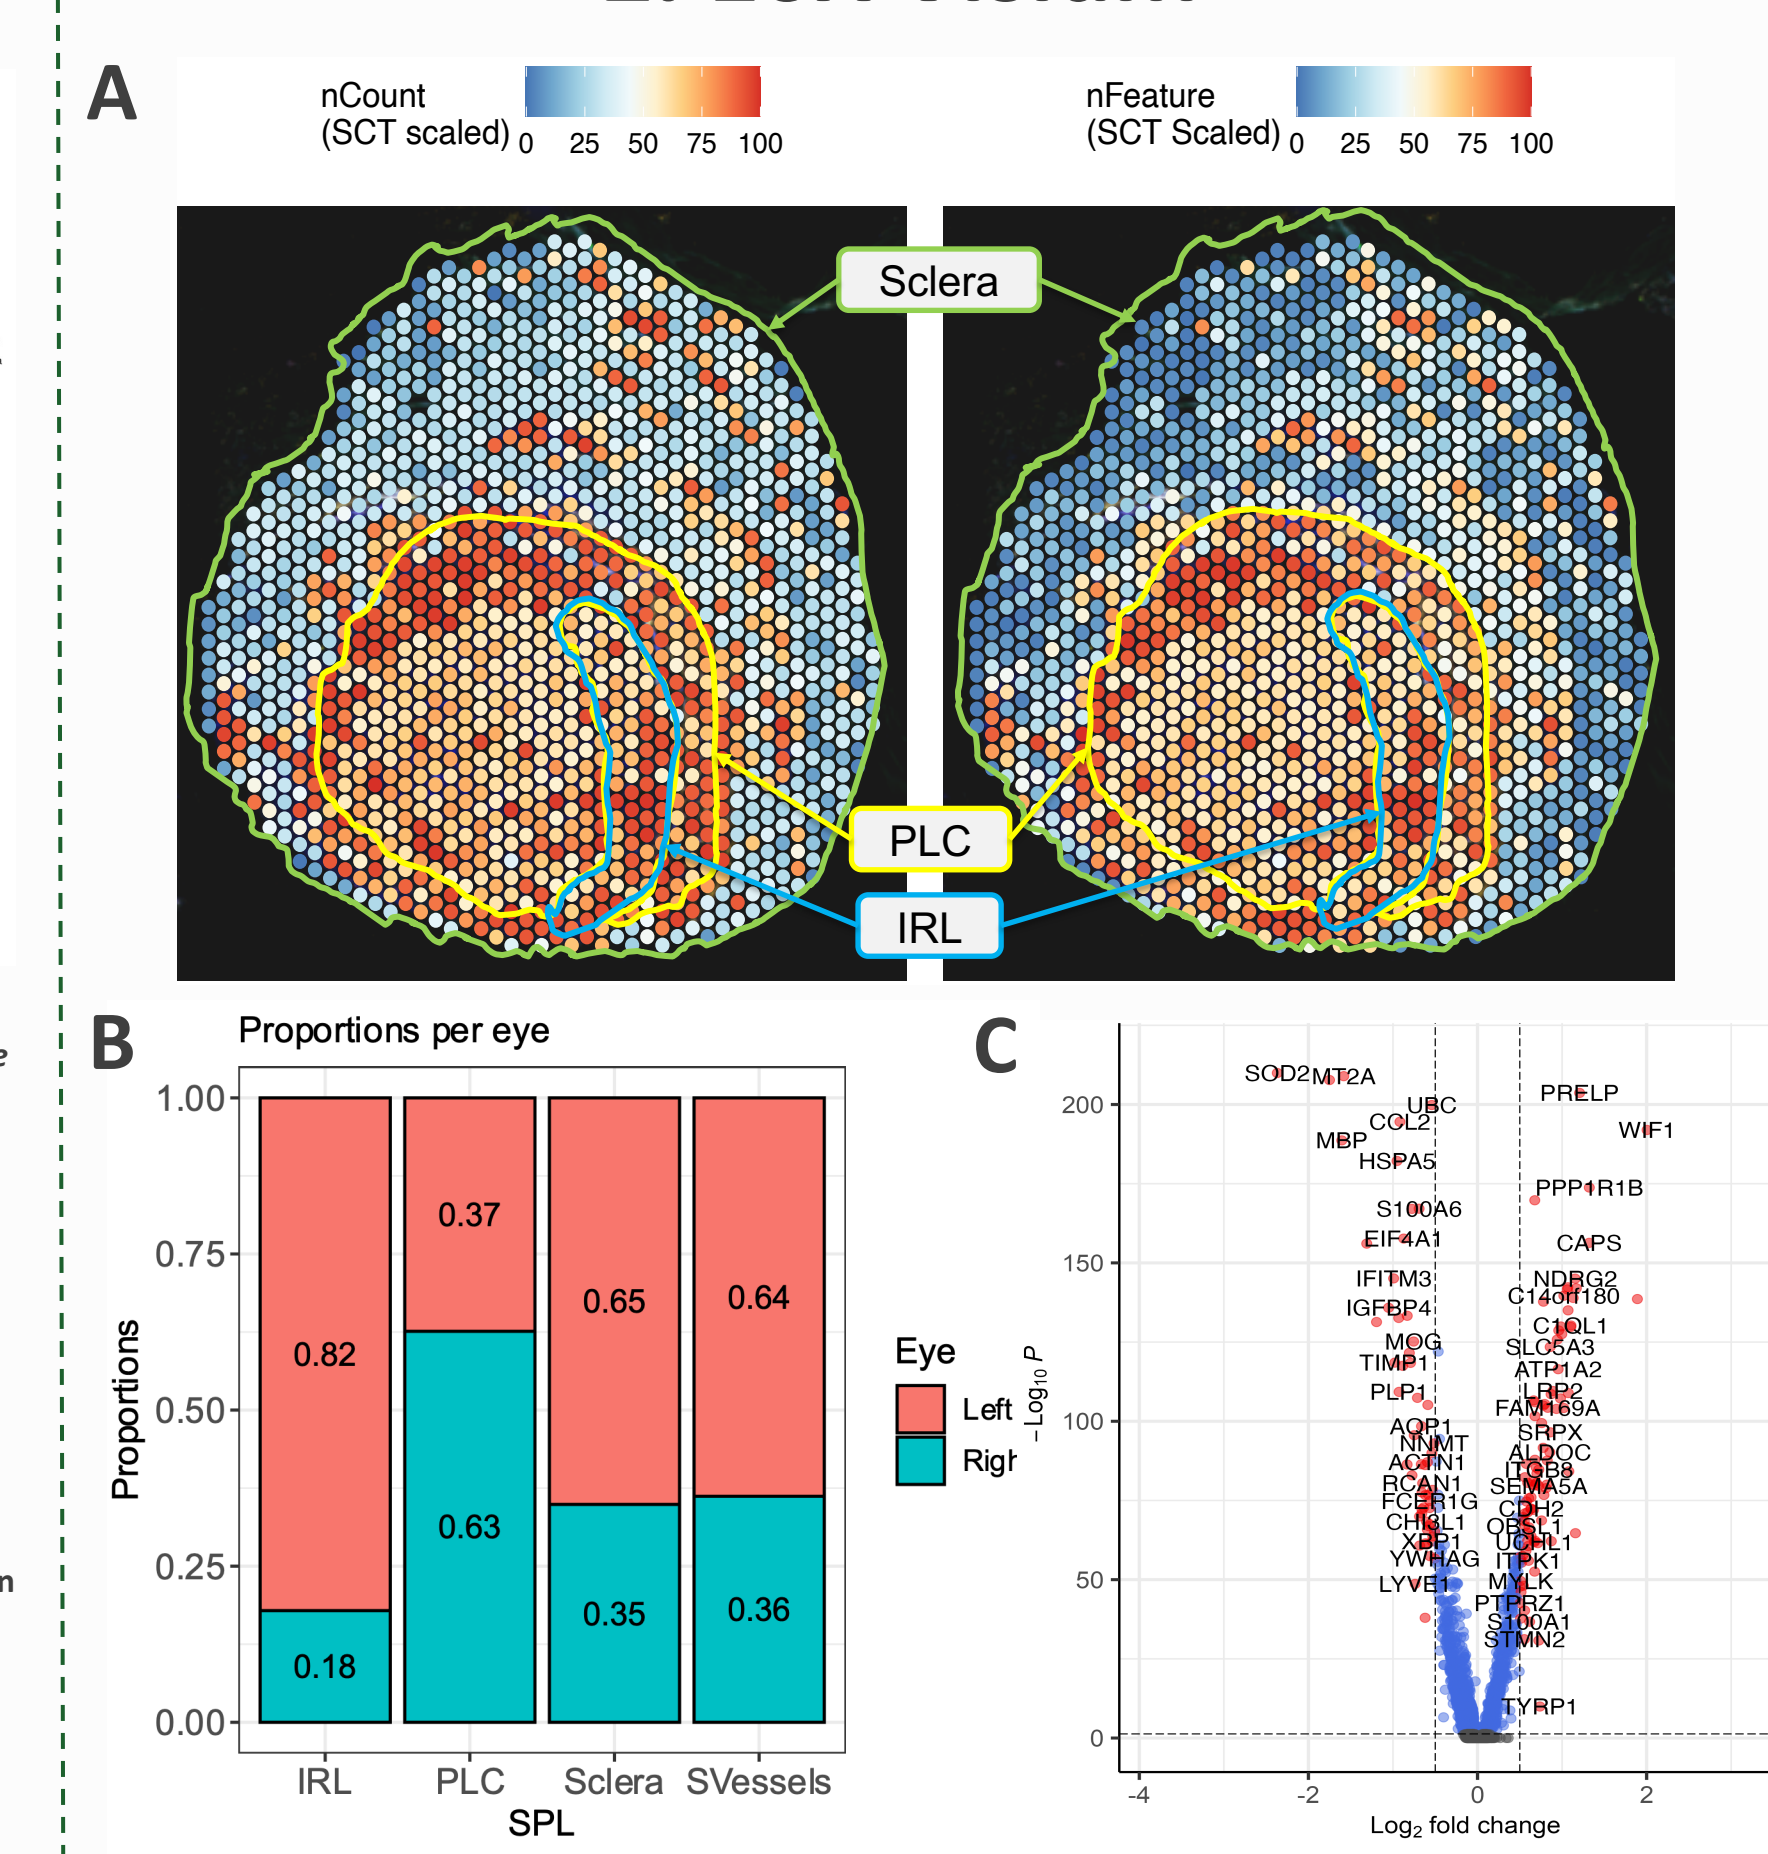 A
nCount
(SCT scaled)
0 25 50 75 100
nFeature
(SCT Scaled)
0 25 50 75 100
Sclera
PLC
IRL
B
Proportions per eye
1.00
0.75
0.50
0.25
0.00
Proportions
0.82
0.18
0.37
0.63
0.65
0.35
0.64
0.36
IRL PLC Sclera SVessels
SPL
Eye
Left
C
200
150
100
50
0
−Log10 P
SOD2
MT2A
UBC
CCL2
MBP
HSPA5
S100A6
EIF4A1
IFITM3
IGFBP4
MOG
TIMP1
PLP1
AQP1
NNMT
ACTN1
RCAN1
FCER1G
CHI3L1
XBP1
YWHAG
LYVE1
PRELP
WIF1
PPP1R1B
CAPS
NDRG2
C14orf180
C1QL1
SLC5A3
ATP1A2
LRP2
FAM169A
SRPX
ALDOC
ITGB8
SEMA5A
CDH2
OBSL1
UCHL1
ITPK1
MYLK
PTPRZ1
S100A1
STMN2
TYRP1
-4 -2 0 2
Log2 fold change